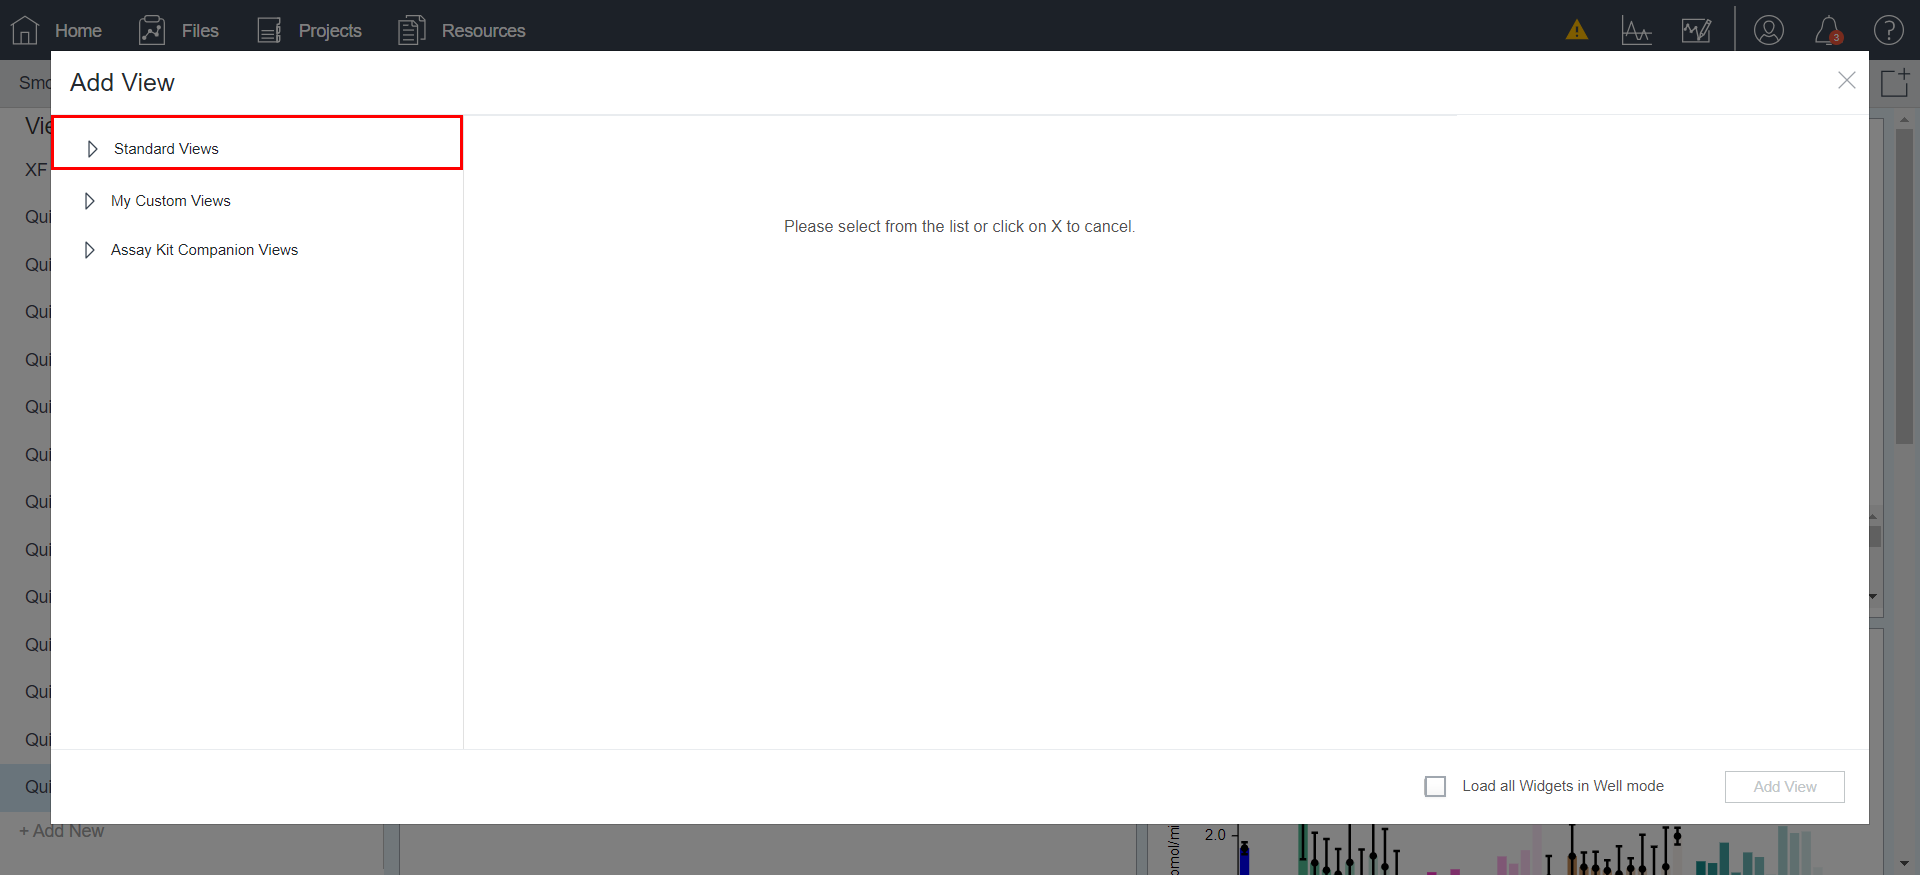 Home Files Projects Resources
3
Smo
Add View
Vie
Standard Views
XF
My Custom Views
Qui
Please select from the list or click on X to cancel.
Assay Kit Companion Views
Qui
Qui
Qui
Qui
Qui
Qui
Qui
Qui
Qui
Qui
Qui
Qui
Load all Widgets in Well mode
Add View
+ Add New
2.0
omol/mi